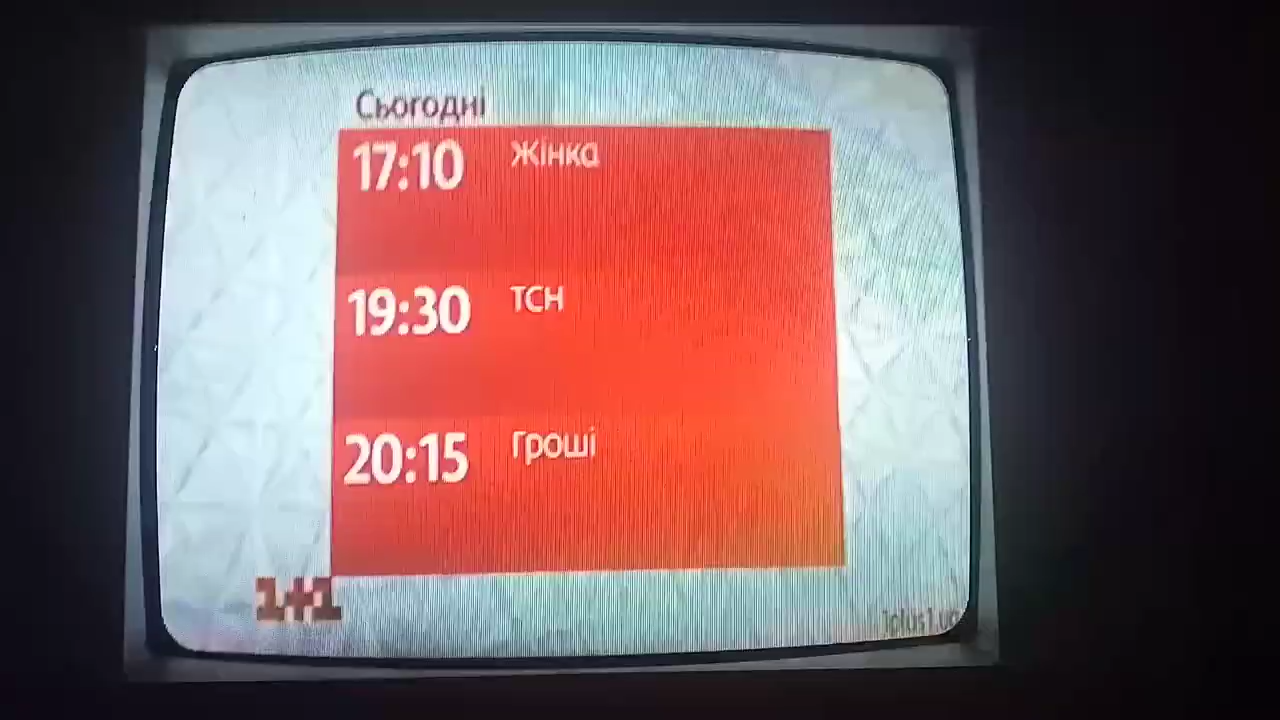 Сьогодні
17:10 Жінка
19:30 ТСН
20:15 Гроші
1+1
1plus1.ua